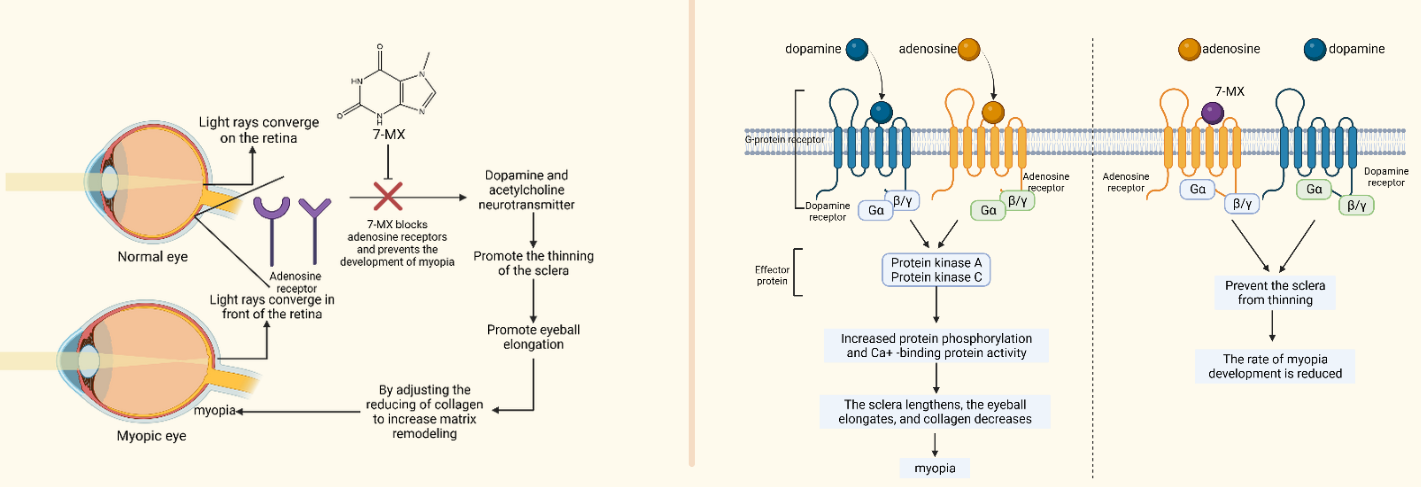 O
HN
O
N
H
N
N
7-MX
Light rays converge
on the retina
Normal eye
Adenosine
receptor
7-MX blocks
adenosine receptors
and prevents the
development of myopia
Dopamine and
acetylcholine
neurotransmitter
Promote the thinning
of the sclera
Promote eyeball
elongation
By adjusting the
reducing of collagen
to increase matrix
remodeling
Light rays converge in
front of the retina
myopia
Myopic eye
dopamine
adenosine
G-protein receptor
Dopamine
receptor
Gα
β/γ
Adenosine
receptor
Gα
β/γ
Effector
protein
Protein kinase A
Protein kinase C
Increased protein phosphorylation
and Ca+ -binding protein activity
The sclera lengthens, the eyeball
elongates, and collagen decreases
myopia
adenosine
dopamine
7-MX
Adenosine
receptor
Gα
β/γ
Gα
β/γ
Dopamine
receptor
Prevent the sclera
from thinning
The rate of myopia
development is reduced